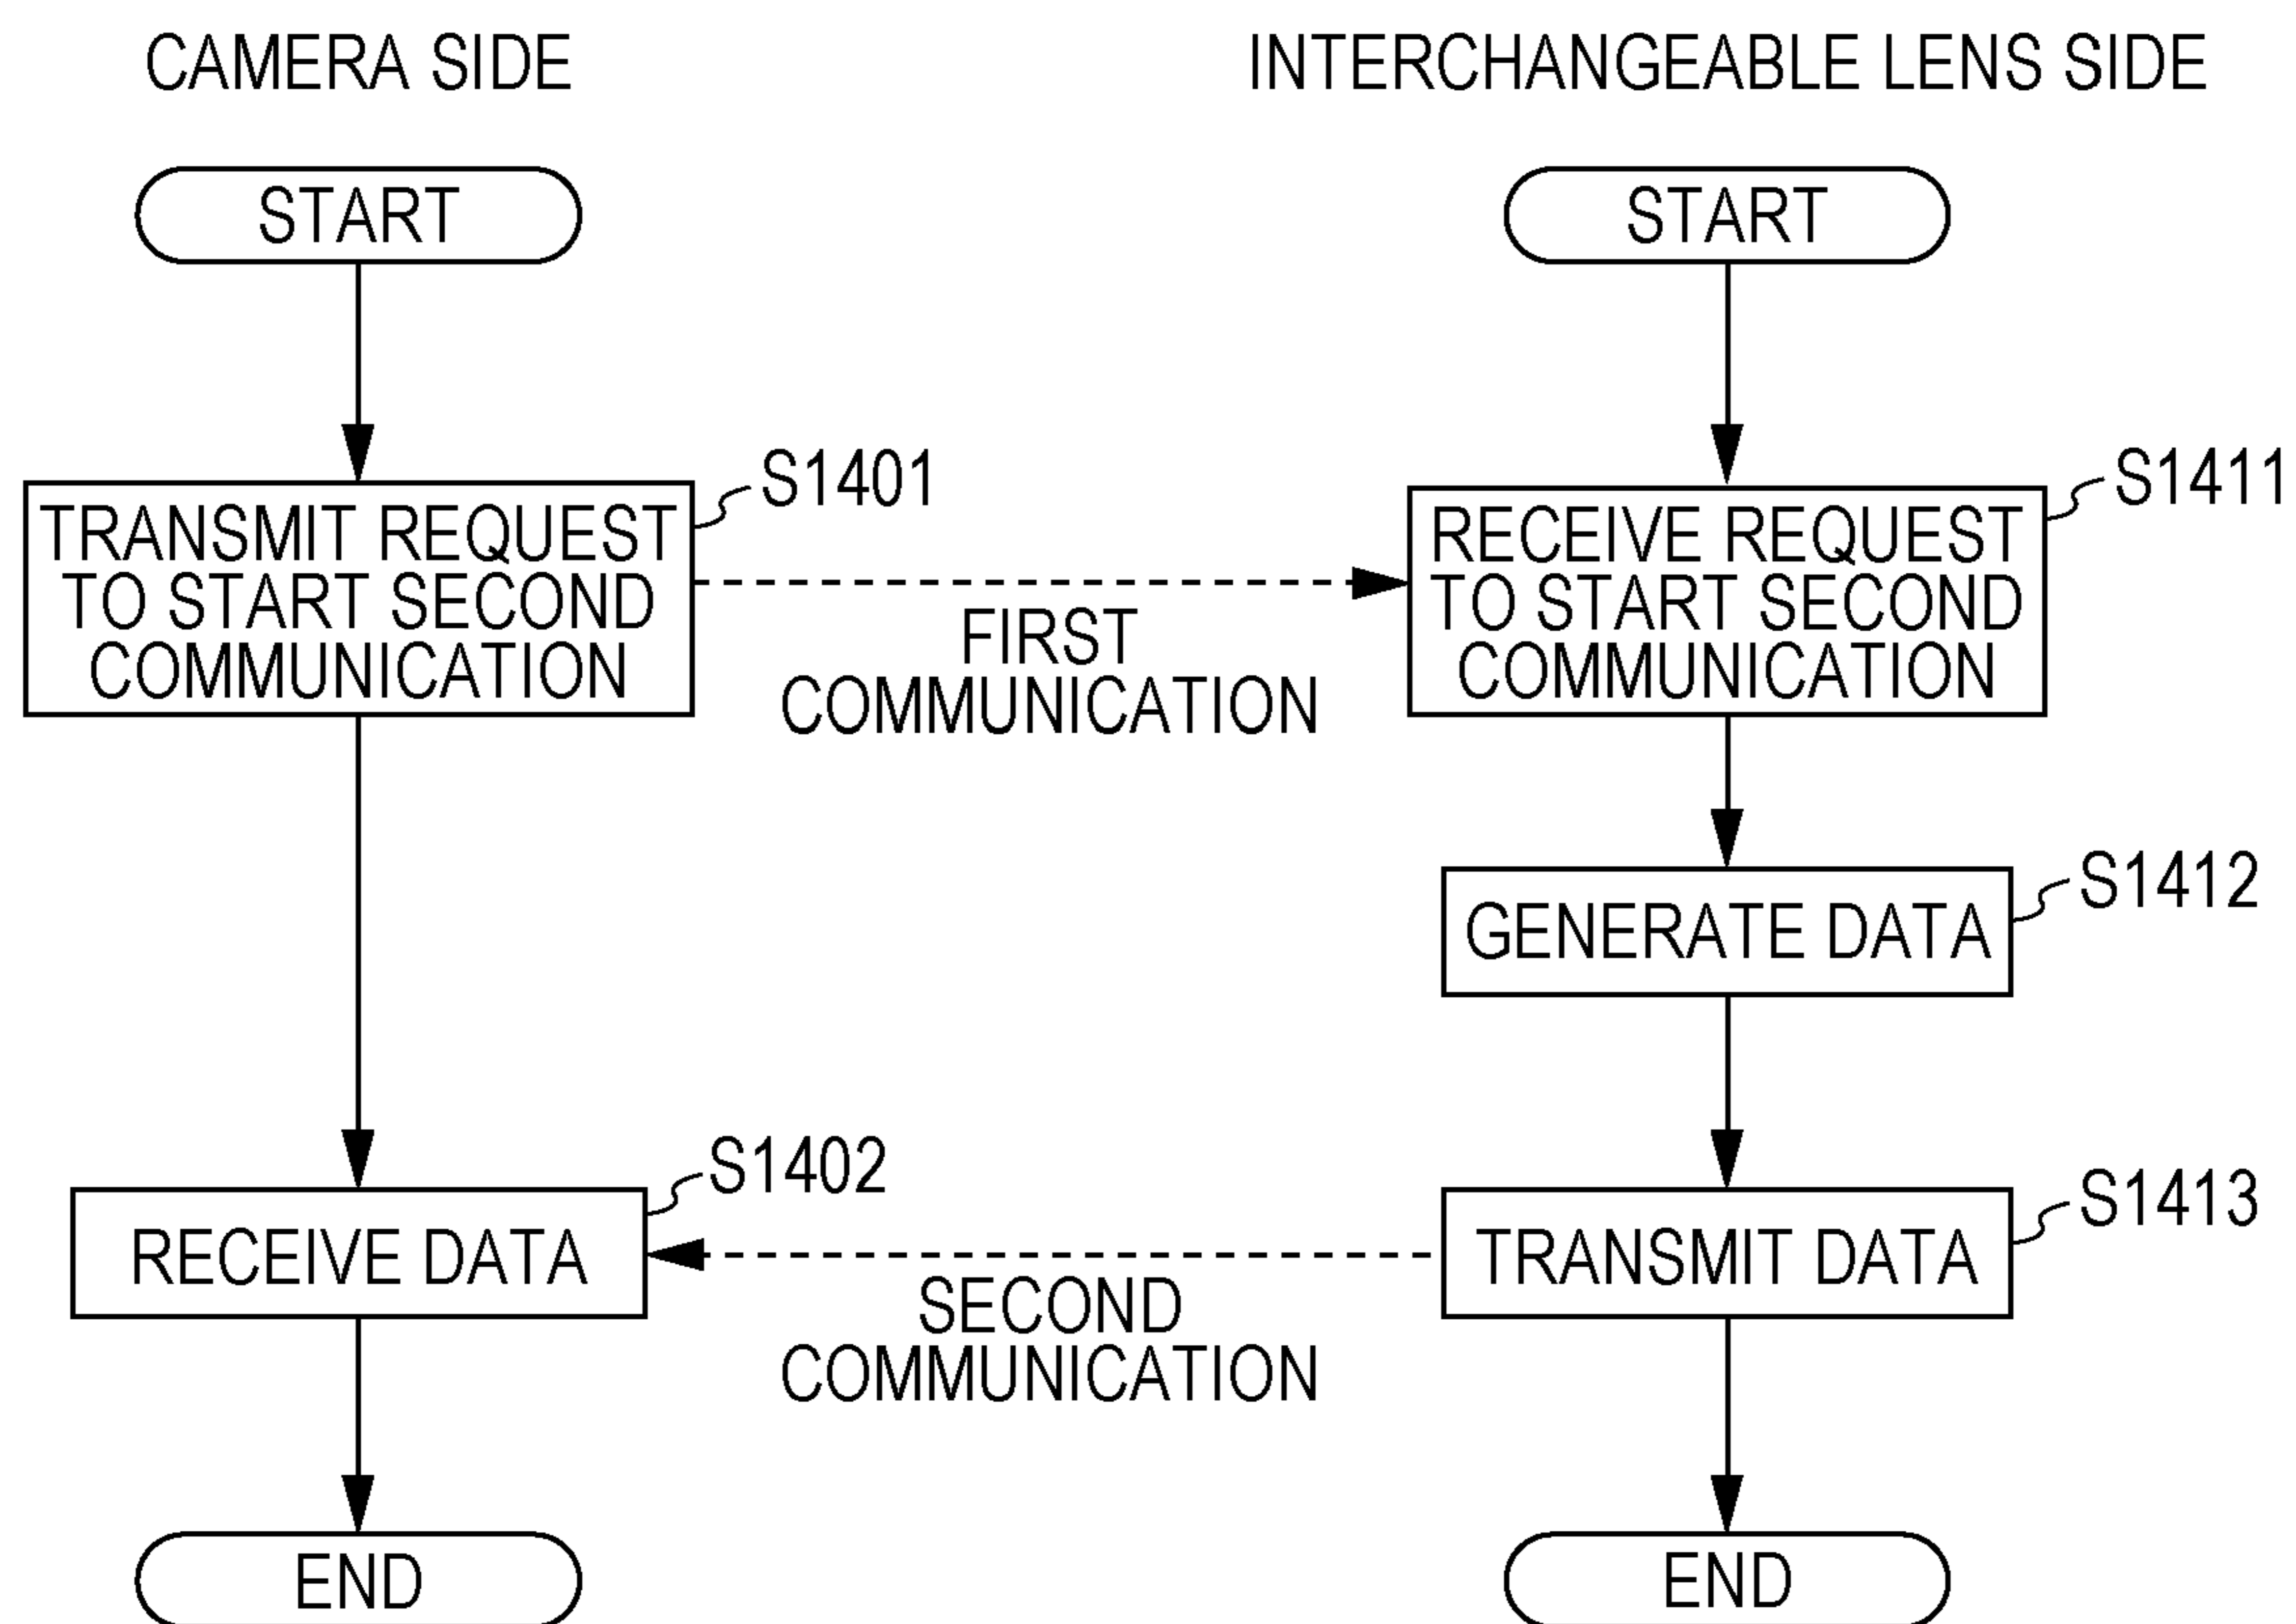 CAMERA SIDE
INTERCHANGEABLE LENS SIDE
START
START
S1401
S1411
TRANSMIT REQUEST
TO START SECOND
COMMUNICATION
FIRST
COMMUNICATION
RECEIVE REQUEST
TO START SECOND
COMMUNICATION
S1412
GENERATE DATA
S1402
S1413
RECEIVE DATA
SECOND
COMMUNICATION
TRANSMIT DATA
END
END